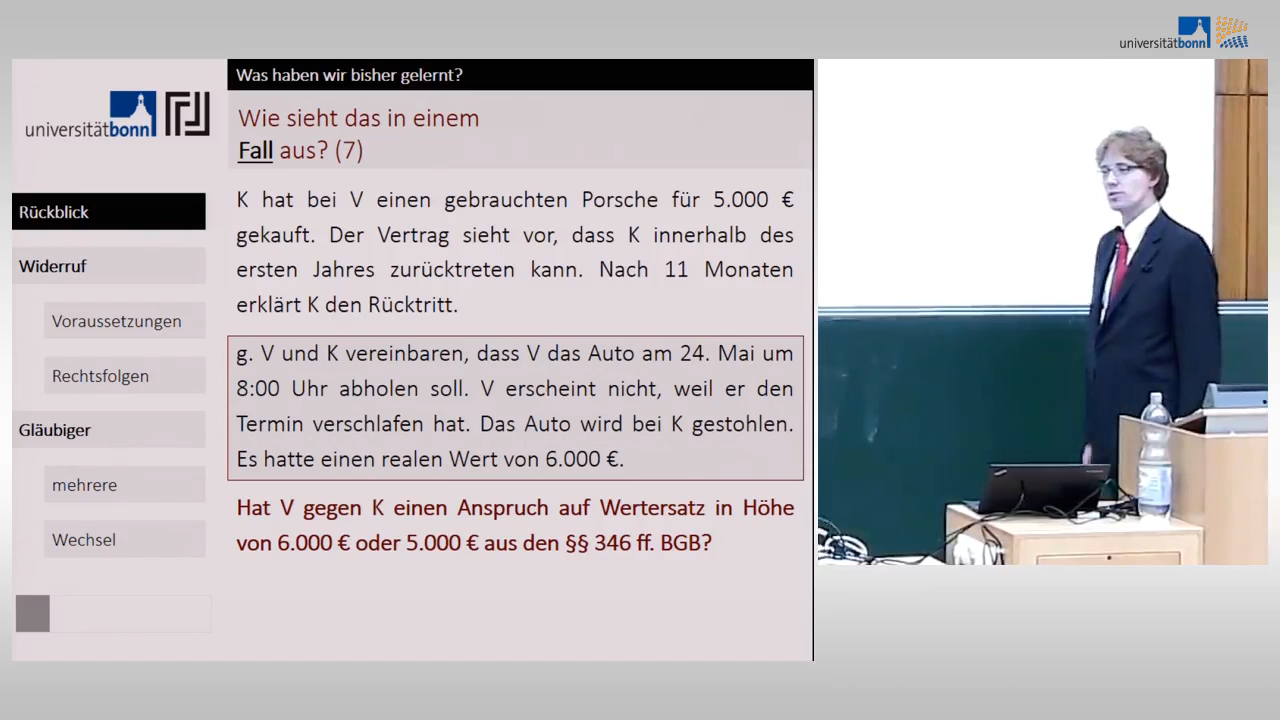 universitätbonn
Was haben wir bisher gelernt?
universitätbonn
Wie sieht das in einem
Fall aus? (7)
Rückblick
Widerruf
Voraussetzungen
Rechtsfolgen
Gläubiger
mehrere
Wechsel
K hat bei V einen gebrauchten Porsche für 5.000 €
gekauft. Der Vertrag sieht vor, dass K innerhalb des
ersten Jahres zurücktreten kann. Nach 11 Monaten
erklärt K den Rücktritt.
g. V und K vereinbaren, dass V das Auto am 24. Mai um
8:00 Uhr abholen soll. V erscheint nicht, weil er den
Termin verschlafen hat. Das Auto wird bei K gestohlen.
Es hatte einen realen Wert von 6.000 €.
Hat V gegen K einen Anspruch auf Wertersatz in Höhe
von 6.000 € oder 5.000 € aus den §§ 346 ff. BGB?